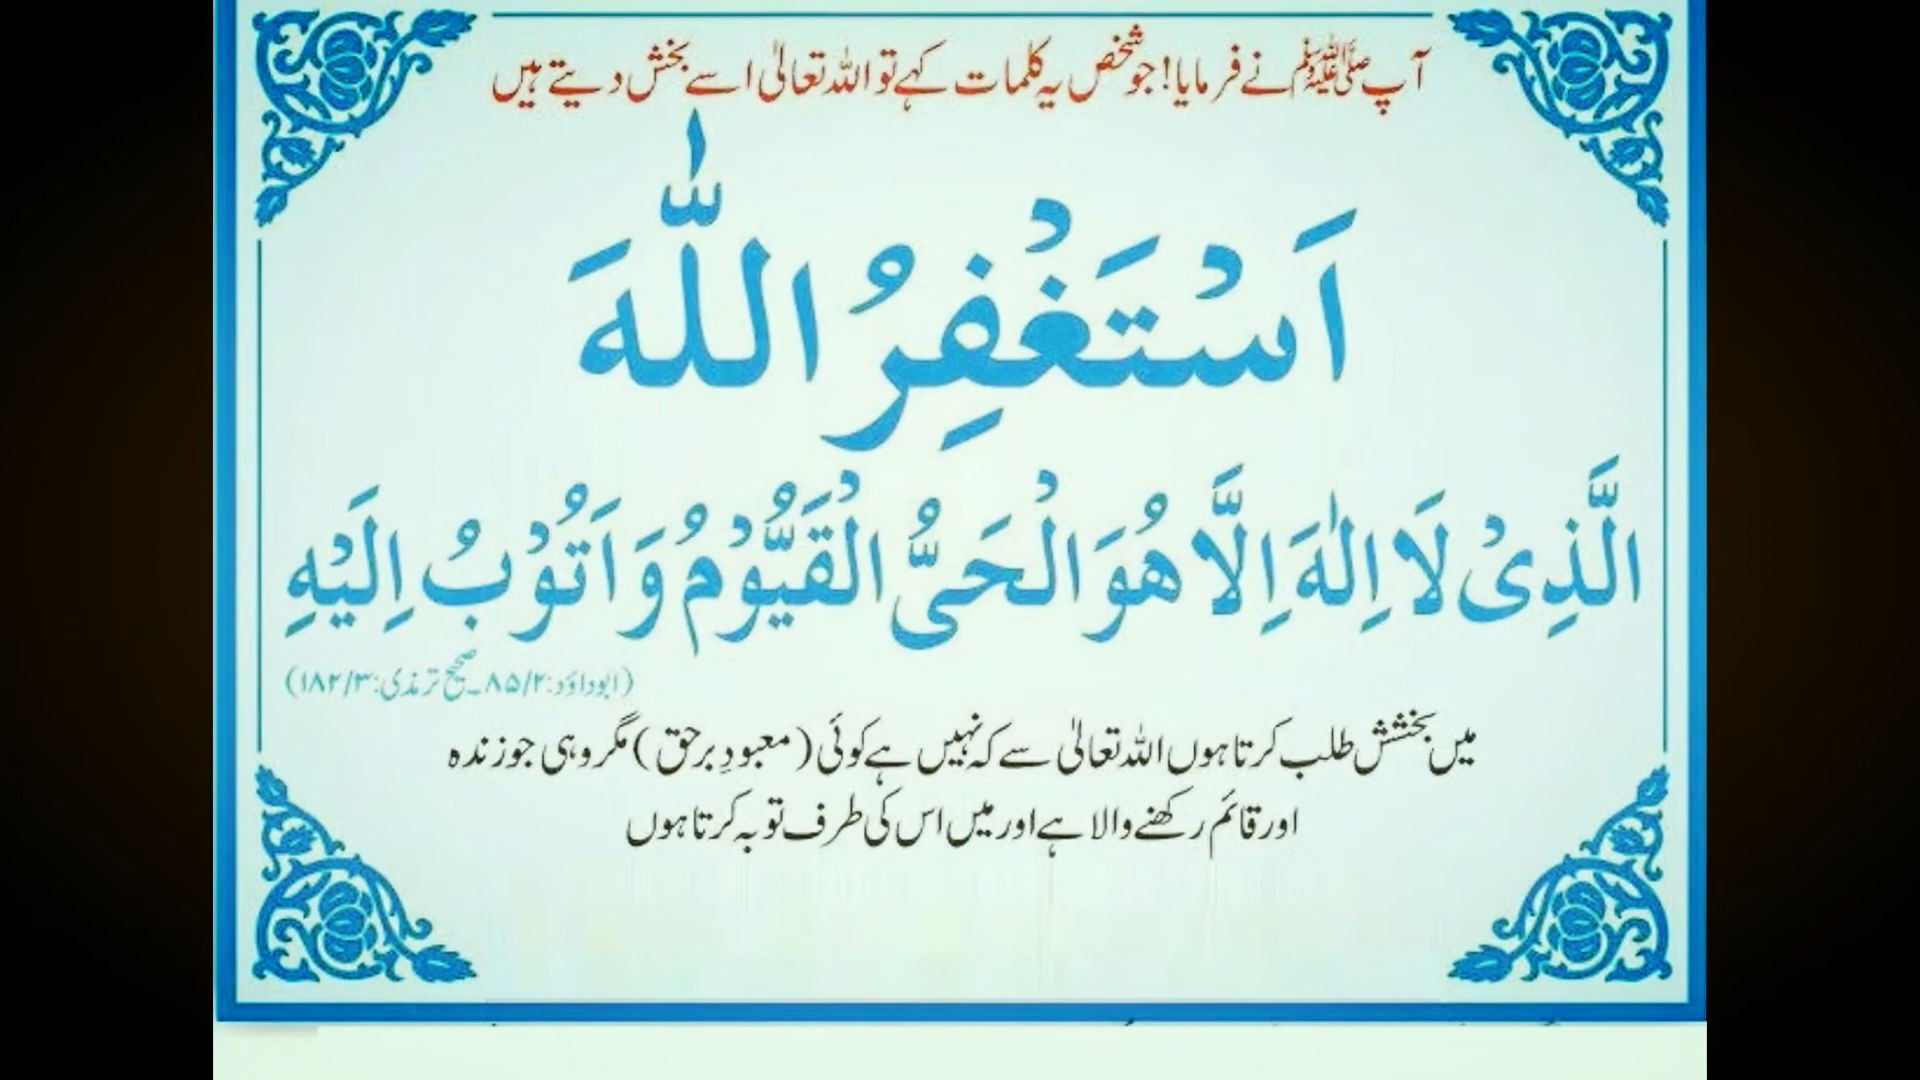 آپ ﷺ نے فرمایا! جو شخص یہ کلمات کہے تو اللہ تعالیٰ اسے بخش دیتے ہیں
اَسْتَغْفِرُ اللّٰهَ
الَّذِیْ لَا اِلٰهَ اِلَّا هُوَ الْحَیُّ الْقَیُّوْمُ وَ اَتُوْبُ اِلَیْهِ
(ابوداؤد: ۸۵/۲۔ صحیح ترمذی: ۱۸۲/۳)
میں بخشش طلب کرتا ہوں اللہ تعالیٰ سے کہ نہیں ہے کوئی (معبودِ برحق) مگر وہی جو زندہ
اور قائم رکھنے والا ہے اور میں اس کی طرف توبہ کرتا ہوں